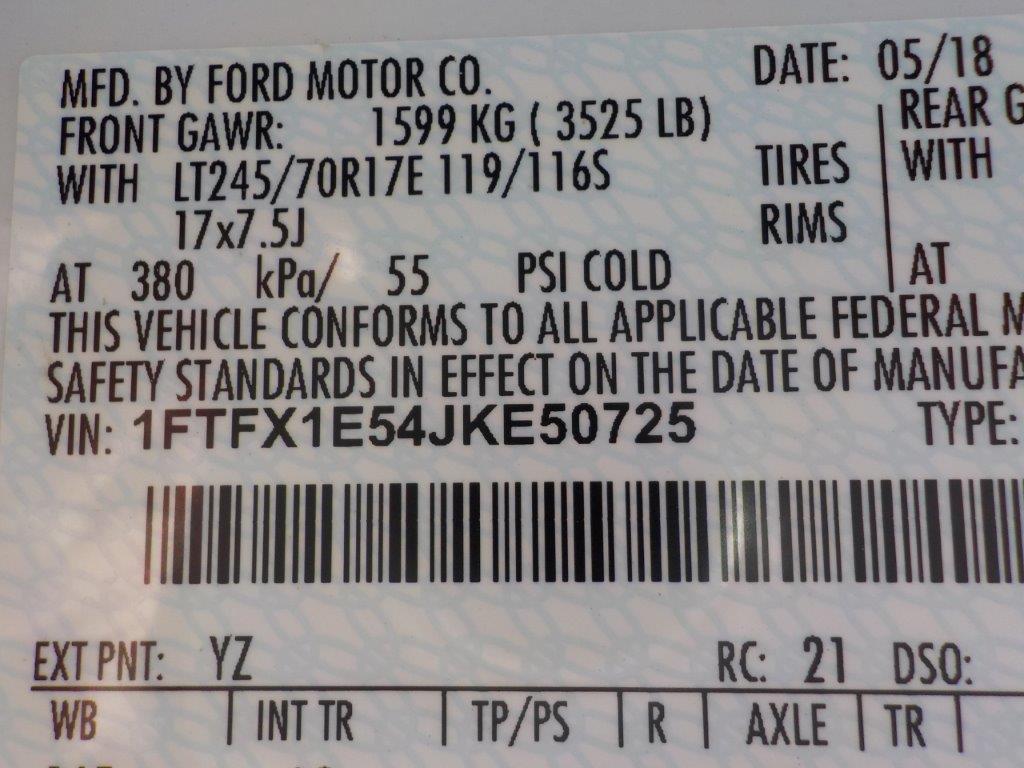 MFD. BY FORD MOTOR CO. DATE: 05/18
FRONT GAWR: 1599 KG ( 3525 LB) REAR G
WITH LT245/70R17E 119/116S TIRES WITH
17x7.5J RIMS
AT 380 kPa/ 55 PSI COLD AT
THIS VEHICLE CONFORMS TO ALL APPLICABLE FEDERAL M
SAFETY STANDARDS IN EFFECT ON THE DATE OF MANUFA
VIN: 1FTFX1E54JKE50725 TYPE:
EXT PNT: YZ RC: 21 DSO:
WB INT TR TP/PS R AXLE TR